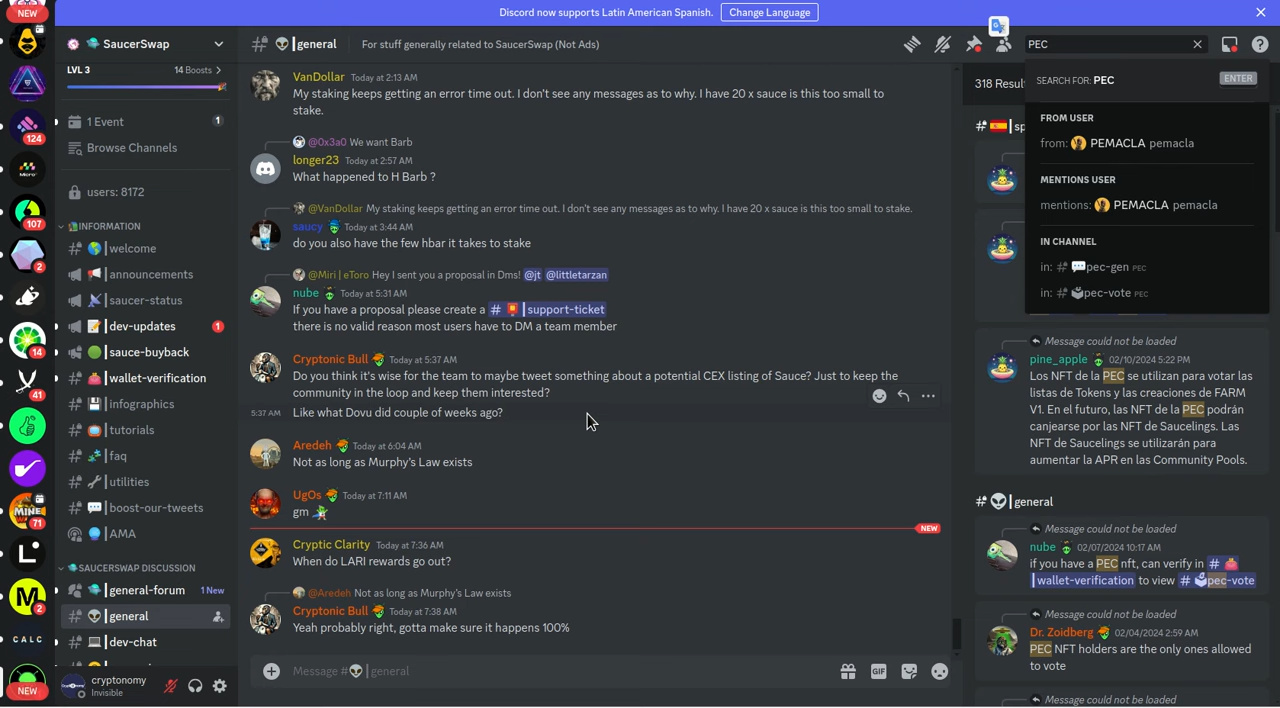 NEW
Discord now supports Latin American Spanish. Change Language
SaucerSwap
general
For stuff generally related to SaucerSwap (Not Ads)
PEC
LVL 3
14 Boosts
1 Event
1
Browse Channels
users: 8172
INFORMATION
welcome
announcements
saucer-status
dev-updates
1
sauce-buyback
wallet-verification
infographics
tutorials
faq
utilities
boost-our-tweets
AMA
SAUCERSWAP DISCUSSION
general-forum
1 New
general
dev-chat
cryptonomy
Invisible
124
Micro
107
2
14
41
MINE
71
L
M
2
CALC
NEW
VanDollar Today at 2:13 AM
My staking keeps getting an error time out. I don't see any messages as to why. I have 20 x sauce is this too small to
stake.
@0x3a0 We want Barb
longer23 Today at 2:57 AM
What happened to H Barb ?
@VanDollar My staking keeps getting an error time out. I don't see any messages as to why. I have 20 x sauce is this too small to stake.
saucy Today at 3:44 AM
do you also have the few hbar it takes to stake
@Miri | eToro Hey I sent you a proposal in Dms! @jt @littletarzan
nube Today at 5:31 AM
If you have a proposal please create a # support-ticket
there is no valid reason most users have to DM a team member
Cryptonic Bull Today at 5:37 AM
Do you think it's wise for the team to maybe tweet something about a potential CEX listing of Sauce? Just to keep the
community in the loop and keep them interested?
5:37 AM Like what Dovu did couple of weeks ago?
Aredeh Today at 6:04 AM
Not as long as Murphy's Law exists
UgOs Today at 7:11 AM
gm
NEW
Cryptic Clarity Today at 7:36 AM
When do LARI rewards go out?
@Aredeh Not as long as Murphy's Law exists
Cryptonic Bull Today at 7:38 AM
Yeah probably right, gotta make sure it happens 100%
Message # general
GIF
318 Result
SEARCH FOR: PEC
ENTER
FROM USER
from: PEMACLA pemacla
MENTIONS USER
mentions: PEMACLA pemacla
IN CHANNEL
in: # pec-gen PEC
in: # pec-vote PEC
# sp
Message could not be loaded
pine_apple 02/10/2024 5:22 PM
Los NFT de la PEC se utilizan para votar las
listas de Tokens y las creaciones de FARM
V1. En el futuro, las NFT de la PEC podrán
canjearse por las NFT de Saucelings. Las
NFT de Saucelings se utilizarán para
aumentar la APR en las Community Pools.
# general
Message could not be loaded
nube 02/07/2024 10:17 AM
if you have a PEC nft, can verify in #
wallet-verification to view # pec-vote
Message could not be loaded
Dr. Zoidberg 02/04/2024 2:59 AM
PEC NFT holders are the only ones allowed
to vote
Message could not be loaded